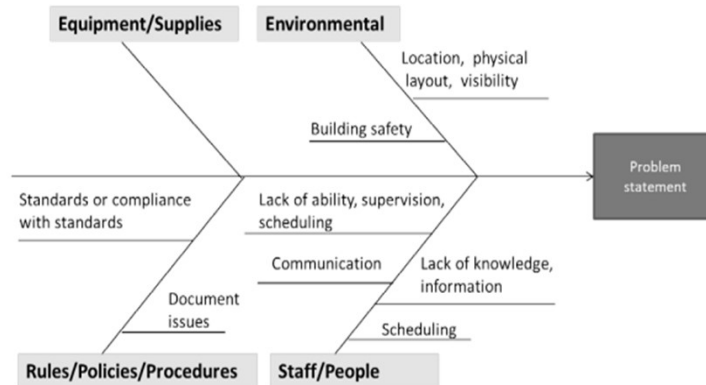 Equipment/Supplies
Environmental
Location, physical
layout, visibility
Building safety
Problem
statement
Standards or compliance
with standards
Lack of ability, supervision,
scheduling
Communication
Lack of knowledge,
information
Document
issues
Scheduling
Rules/Policies/Procedures
Staff/People